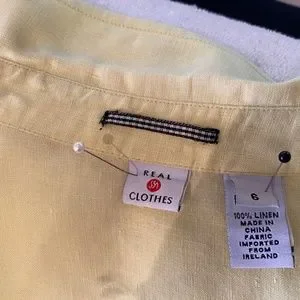 REAL
CLOTHES
6
100% LINEN
MADE IN
CHINA
FABRIC
IMPORTED
FROM
IRELAND